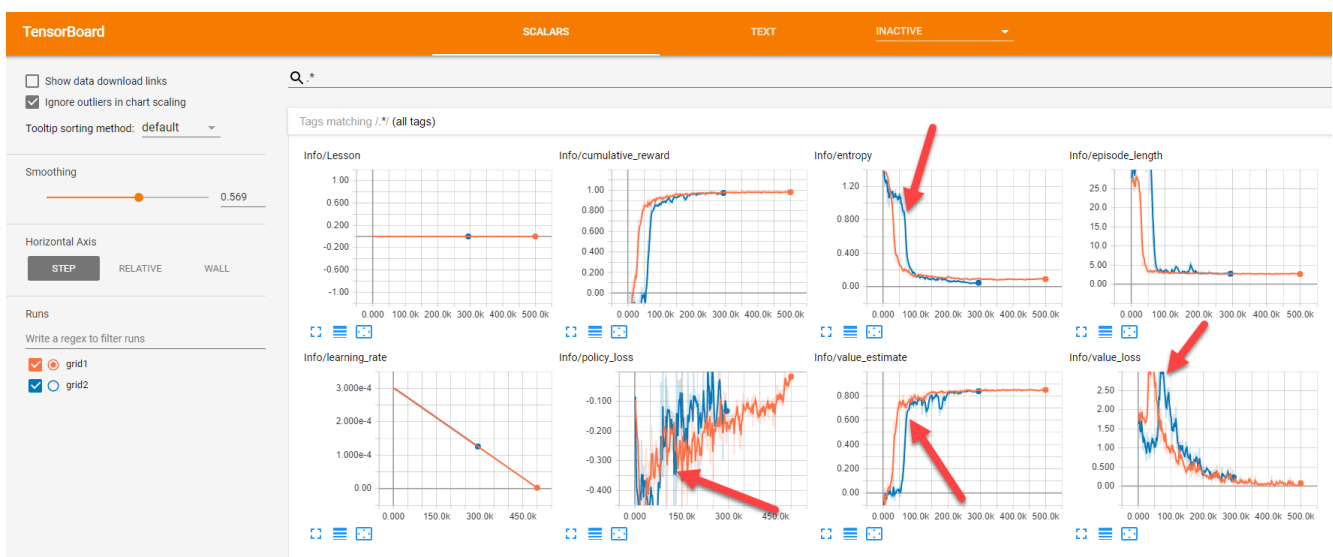 TensorBoard SCALARS TEXT INACTIVE
Show data download links
Ignore outliers in chart scaling
Tooltip sorting method: default
Smoothing
0.569
Horizontal Axis
STEP RELATIVE WALL
Runs
Write a regex to filter runs
grid1
grid2
.*
Tags matching /.*/ (all tags)
Info/Lesson
1.00
0.600
0.200
-0.200
-0.600
-1.00
0.000 100.0k 200.0k 300.0k 400.0k 500.0k
Info/cumulative_reward
1.00
0.800
0.600
0.400
0.200
0.00
0.000 100.0k 200.0k 300.0k 400.0k 500.0k
Info/entropy
1.20
0.800
0.400
0.00
0.000 100.0k 200.0k 300.0k 400.0k 500.0k
Info/episode_length
25.0
20.0
15.0
10.0
5.00
0.00
0.000 100.0k 200.0k 300.0k 400.0k 500.0k
Info/learning_rate
3.000e-4
2.000e-4
1.000e-4
0.00
0.000 150.0k 300.0k 450.0k
Info/policy_loss
-0.100
-0.200
-0.300
-0.400
0.000 150.0k 300.0k 450.0k
Info/value_estimate
0.800
0.600
0.400
0.200
0.00
0.000 100.0k 200.0k 300.0k 400.0k 500.0k
Info/value_loss
2.50
2.00
1.50
1.00
0.500
0.00
0.000 100.0k 200.0k 300.0k 400.0k 500.0k